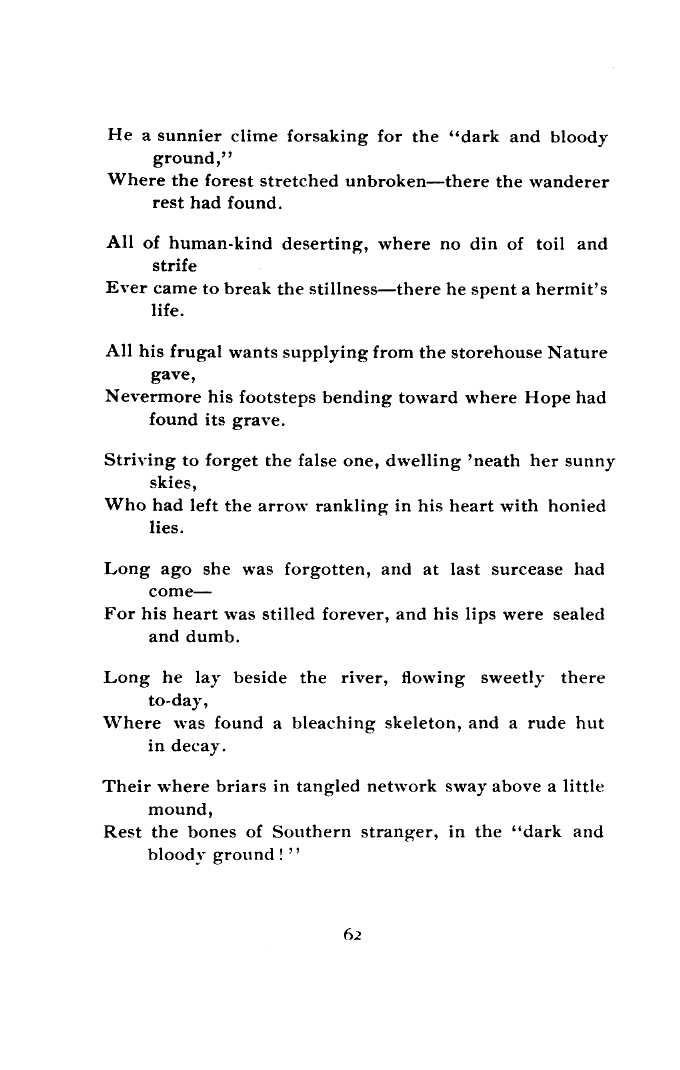 He a sunnier clime forsaking for the “dark and bloody
ground,”
Where the forest stretched unbroken—there the wanderer
rest had found.
All of human-kind deserting, where no din of toil and
strife
Ever came to break the stillness—there he spent a hermit’s
life.
All his frugal wants supplying from the storehouse Nature
gave,
Nevermore his footsteps bending toward where Hope had
found its grave.
Striving to forget the false one, dwelling ’neath her sunny
skies,
Who had left the arrow rankling in his heart with honied
lies.
Long ago she was forgotten, and at last surcease had
come—
For his heart was stilled forever, and his lips were sealed
and dumb.
Long he lay beside the river, flowing sweetly there
to-day,
Where was found a bleaching skeleton, and a rude hut
in decay.
Their where briars in tangled network sway above a little
mound,
Rest the bones of Southern stranger, in the “dark and
bloody ground!”
62